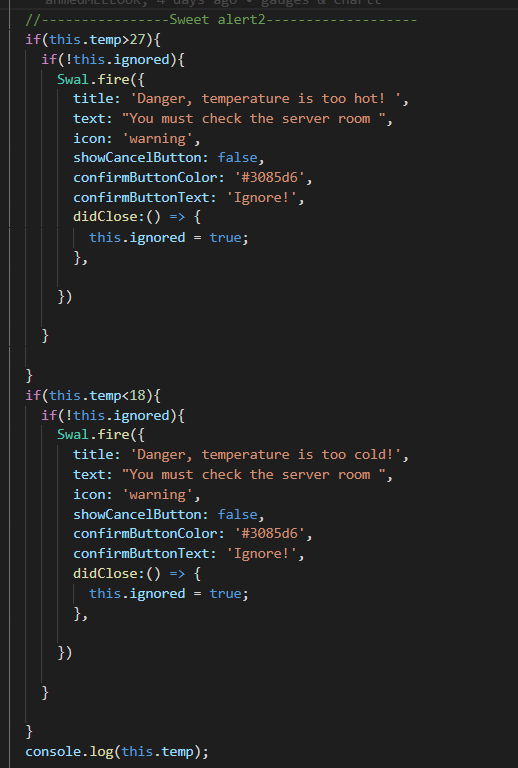 ahmedMELLOUK, 4 days ago • gauges & chartt
//----------------Sweet alert2-------------------
if(this.temp>27){
if(!this.ignored){
Swal.fire({
title: 'Danger, temperature is too hot! ',
text: "You must check the server room ",
icon: 'warning',
showCancelButton: false,
confirmButtonColor: '#3085d6',
confirmButtonText: 'Ignore!',
didClose:() => {
this.ignored = true;
},
})
}
}
if(this.temp<18){
if(!this.ignored){
Swal.fire({
title: 'Danger, temperature is too cold!',
text: "You must check the server room ",
icon: 'warning',
showCancelButton: false,
confirmButtonColor: '#3085d6',
confirmButtonText: 'Ignore!',
didClose:() => {
this.ignored = true;
},
})
}
}
console.log(this.temp);